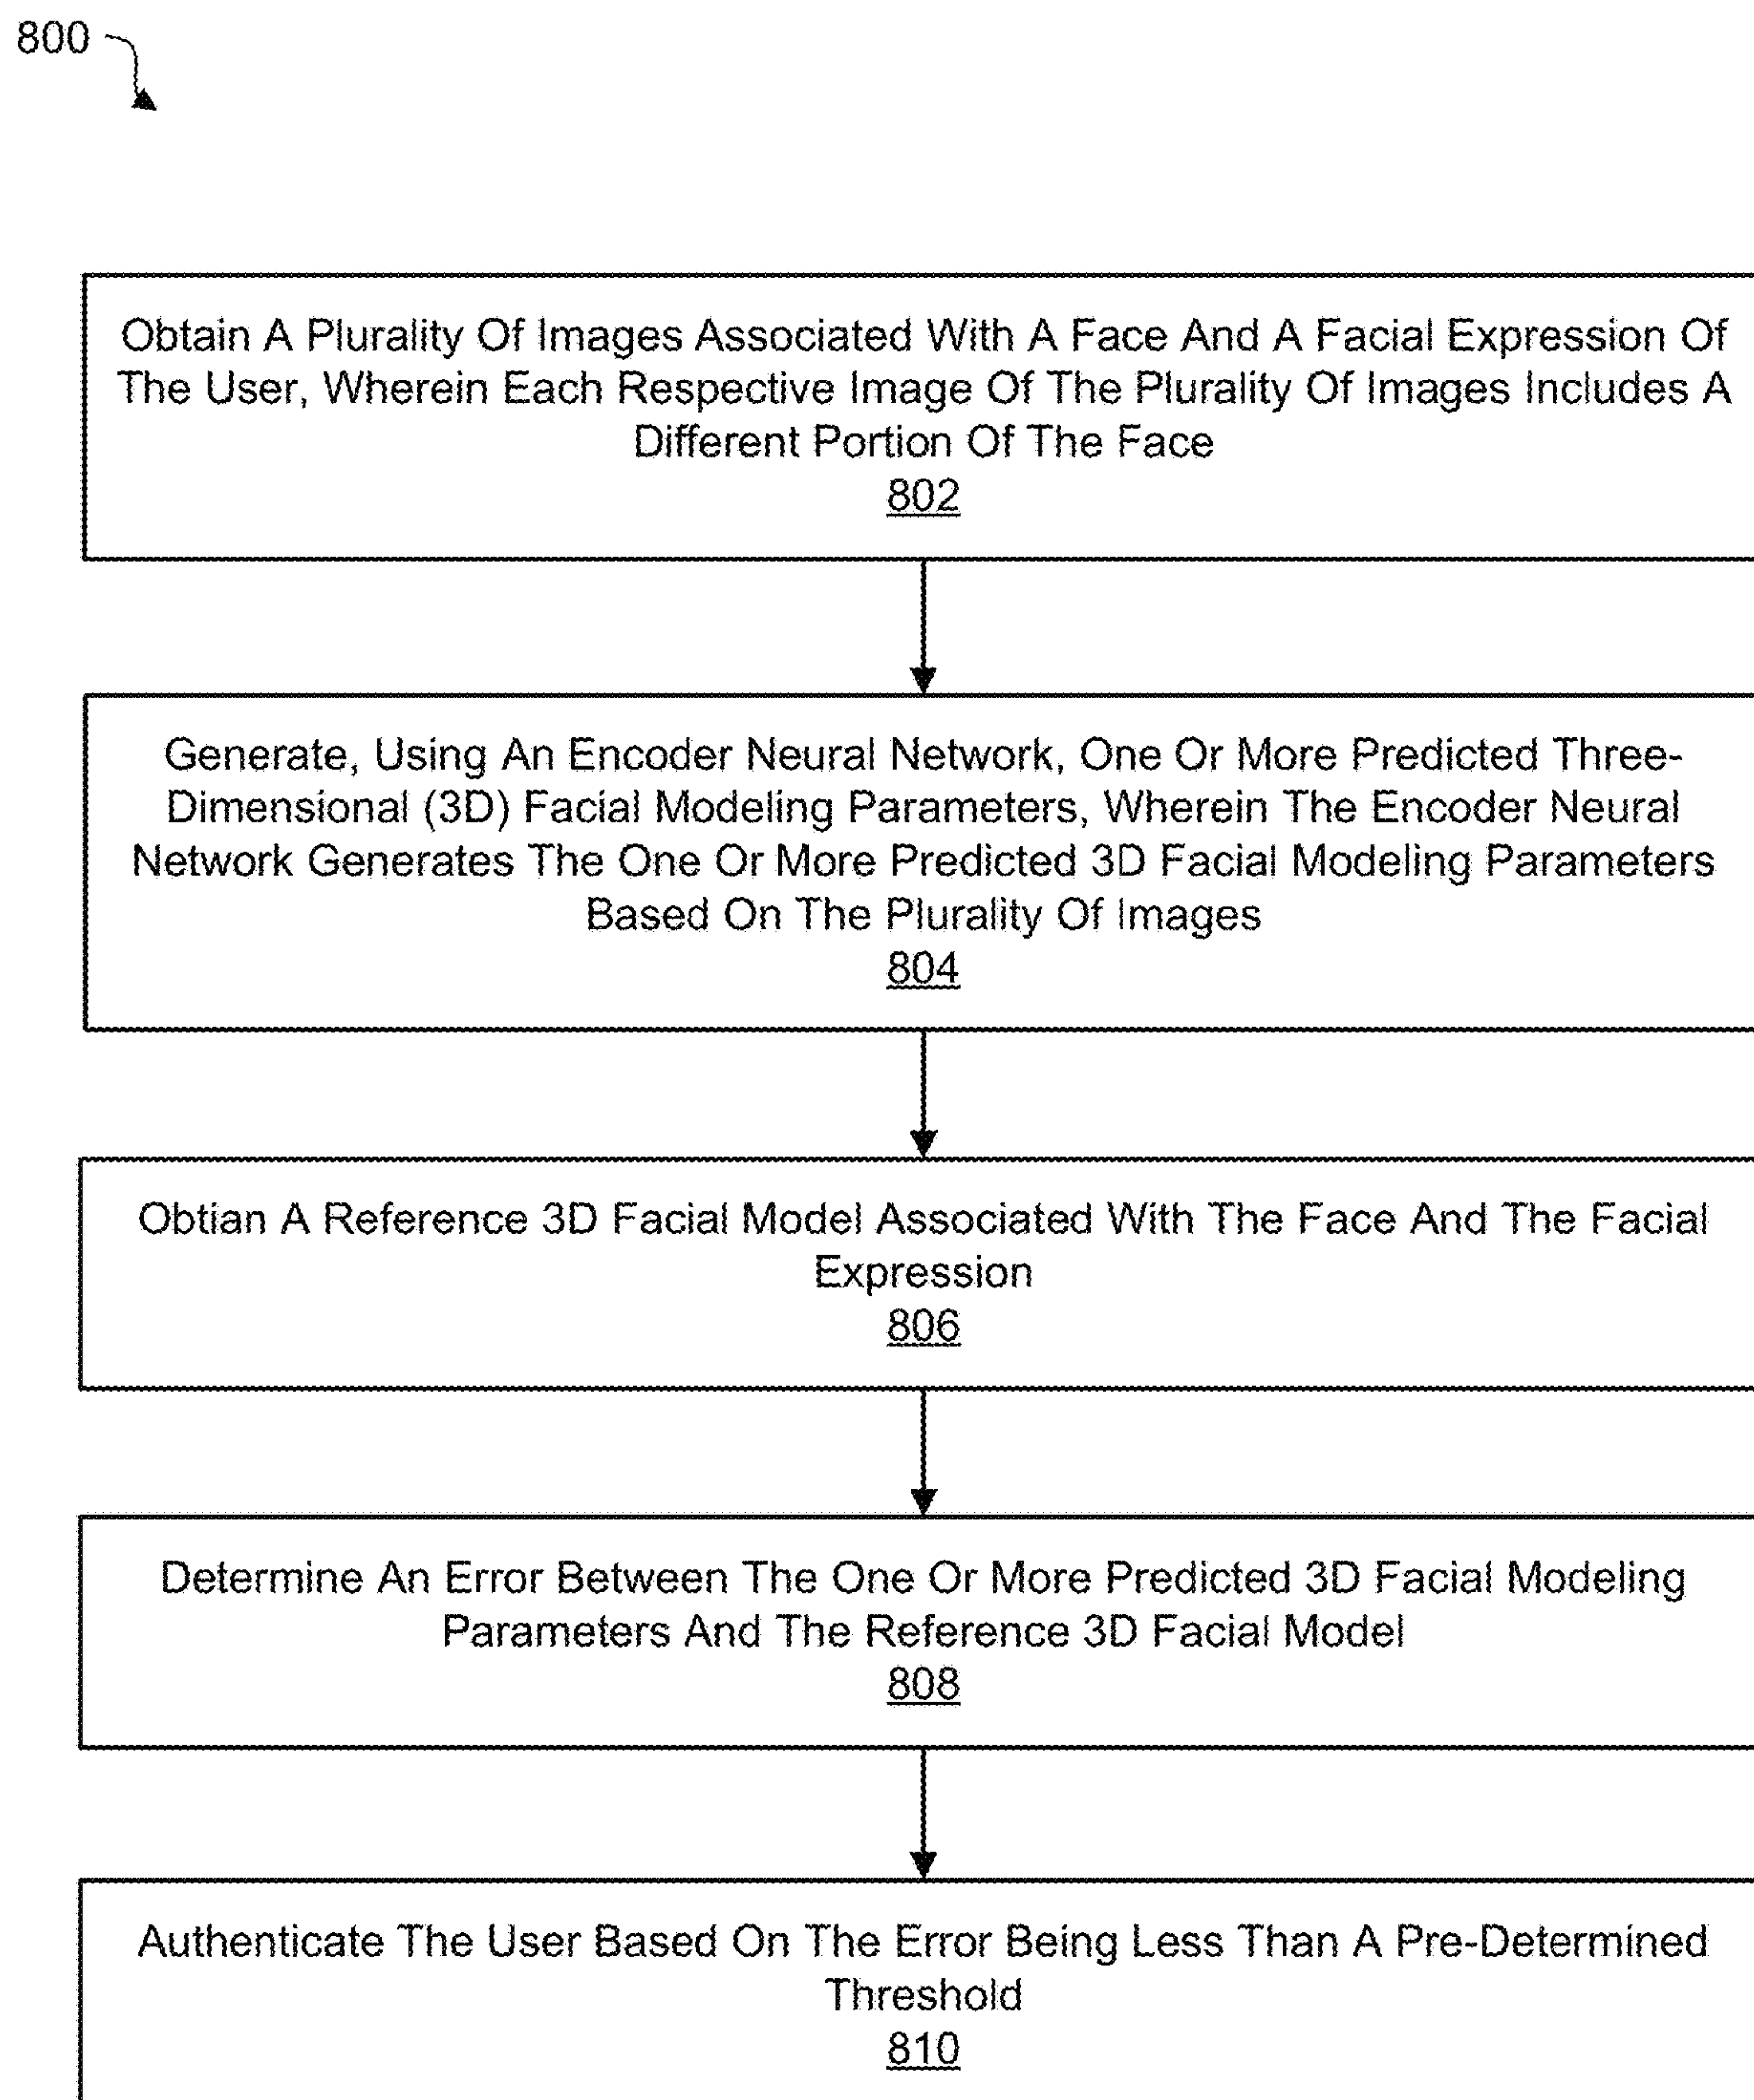 800
Obtain A Plurality Of Images Associated With A Face And A Facial Expression Of
The User, Wherein Each Respective Image Of The Plurality Of Images Includes A
Different Portion Of The Face
802
Generate, Using An Encoder Neural Network, One Or More Predicted Three-
Dimensional (3D) Facial Modeling Parameters, Wherein The Encoder Neural
Network Generates The One Or More Predicted 3D Facial Modeling Parameters
Based On The Plurality Of Images
804
Obtian A Reference 3D Facial Model Associated With The Face And The Facial
Expression
806
Determine An Error Between The One Or More Predicted 3D Facial Modeling
Parameters And The Reference 3D Facial Model
808
Authenticate The User Based On The Error Being Less Than A Pre-Determined
Threshold
810